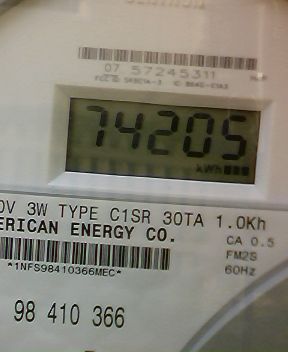 07 57245311
74205
kWh
0V 3W TYPE C1SR 30TA 1.0Kh
ERICAN ENERGY CO.
CA 0.5
*1NFS98410366MEC*
FM2S
60Hz
98 410 366